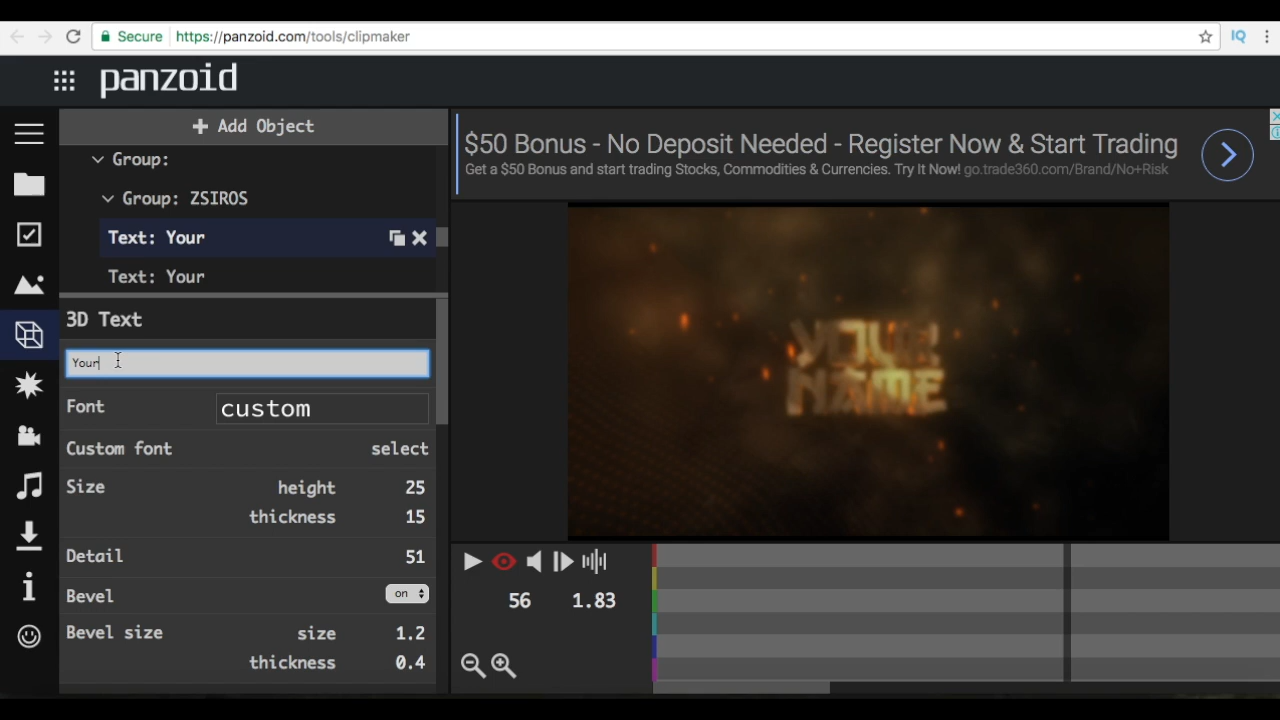 Secure https://panzoid.com/tools/clipmaker
IQ
panzoid
+ Add Object
Group:
Group: ZSIROS
Text: Your
Text: Your
3D Text
Your
Font custom
Custom font select
Size height 25
thickness 15
Detail 51
Bevel on
Bevel size size 1.2
thickness 0.4
$50 Bonus - No Deposit Needed - Register Now & Start Trading
Get a $50 Bonus and start trading Stocks, Commodities & Currencies. Try It Now! go.trade360.com/Brand/No+Risk
YOUR
NAME
56 1.83